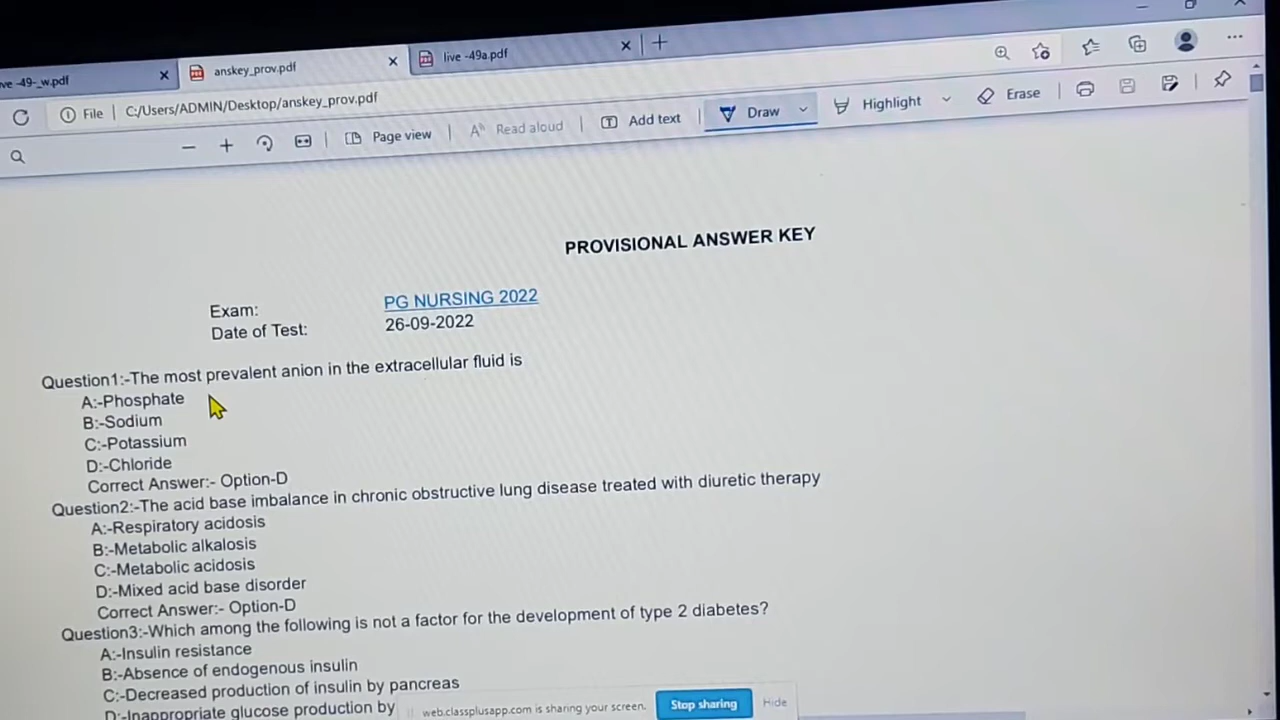 ve -49-_w.pdf
anskey_prov.pdf
live -49a.pdf
File
C:/Users/ADMIN/Desktop/anskey_prov.pdf
Page view
Read aloud
Add text
Draw
Highlight
Erase
PROVISIONAL ANSWER KEY
Exam: PG NURSING 2022
Date of Test: 26-09-2022
Question1:-The most prevalent anion in the extracellular fluid is
A:-Phosphate
B:-Sodium
C:-Potassium
D:-Chloride
Correct Answer:- Option-D
Question2:-The acid base imbalance in chronic obstructive lung disease treated with diuretic therapy
A:-Respiratory acidosis
B:-Metabolic alkalosis
C:-Metabolic acidosis
D:-Mixed acid base disorder
Correct Answer:- Option-D
Question3:-Which among the following is not a factor for the development of type 2 diabetes?
A:-Insulin resistance
B:-Absence of endogenous insulin
C:-Decreased production of insulin by pancreas
D:-Inappropriate glucose production by
web.classplusapp.com is sharing your screen.
Stop sharing
Hide